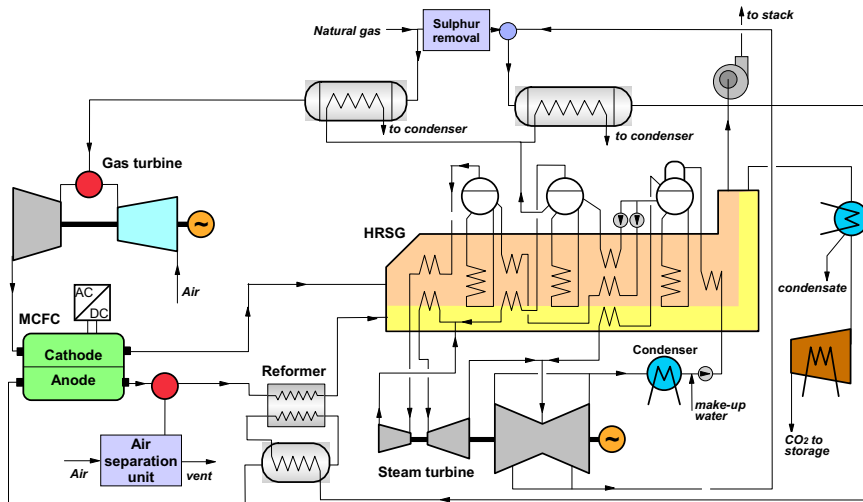 to stack
Natural gas
Sulphur
removal
to condenser
to condenser
Gas turbine
~
HRSG
Air
condensate
AC
DC
MCFC
Cathode
Anode
Condenser
Reformer
make-up
water
CO2 to
storage
Air
separation
unit
Air
vent
Steam turbine
~